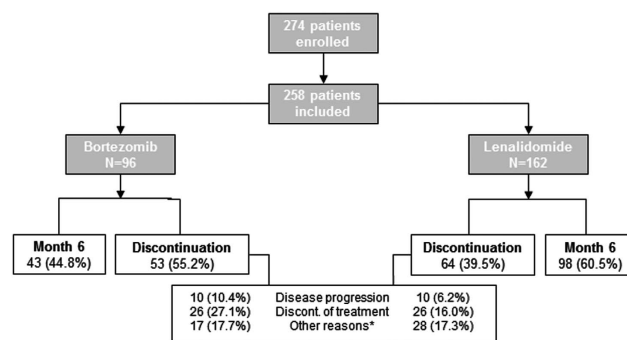 274 patients
enrolled
258 patients
included
Bortezomib
N=96
Lenalidomide
N=162
Month 6
43 (44.8%)
Discontinuation
53 (55.2%)
Discontinuation
64 (39.5%)
Month 6
98 (60.5%)
10 (10.4%) Disease progression 10 (6.2%)
26 (27.1%) Discont. of treatment 26 (16.0%)
17 (17.7%) Other reasons* 28 (17.3%)